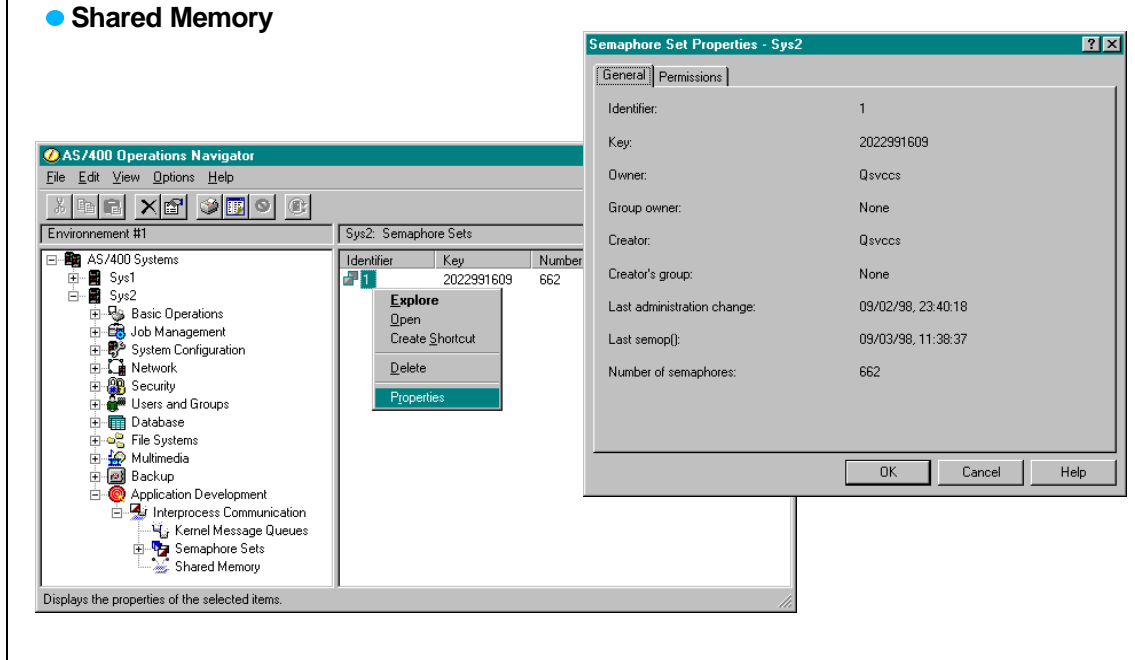 Shared Memory
Semaphore Set Properties - Sys2
General Permissions
Identifier: 1
Key: 2022991609
Owner: Qsvccs
Group owner: None
Creator: Qsvccs
Creator's group: None
Last administration change: 09/02/98, 23:40:18
Last semop(): 09/03/98, 11:38:37
Number of semaphores: 662
OK Cancel Help
AS/400 Operations Navigator
File Edit View Options Help
Environnement #1
Sys2: Semaphore Sets
AS/400 Systems
Sys1
Sys2
Basic Operations
Job Management
System Configuration
Network
Security
Users and Groups
Database
File Systems
Multimedia
Backup
Application Development
Interprocess Communication
Kernel Message Queues
Semaphore Sets
Shared Memory
Identifier Key Number
1 2022991609 662
Explore
Open
Create Shortcut
Delete
Properties
Displays the properties of the selected items.